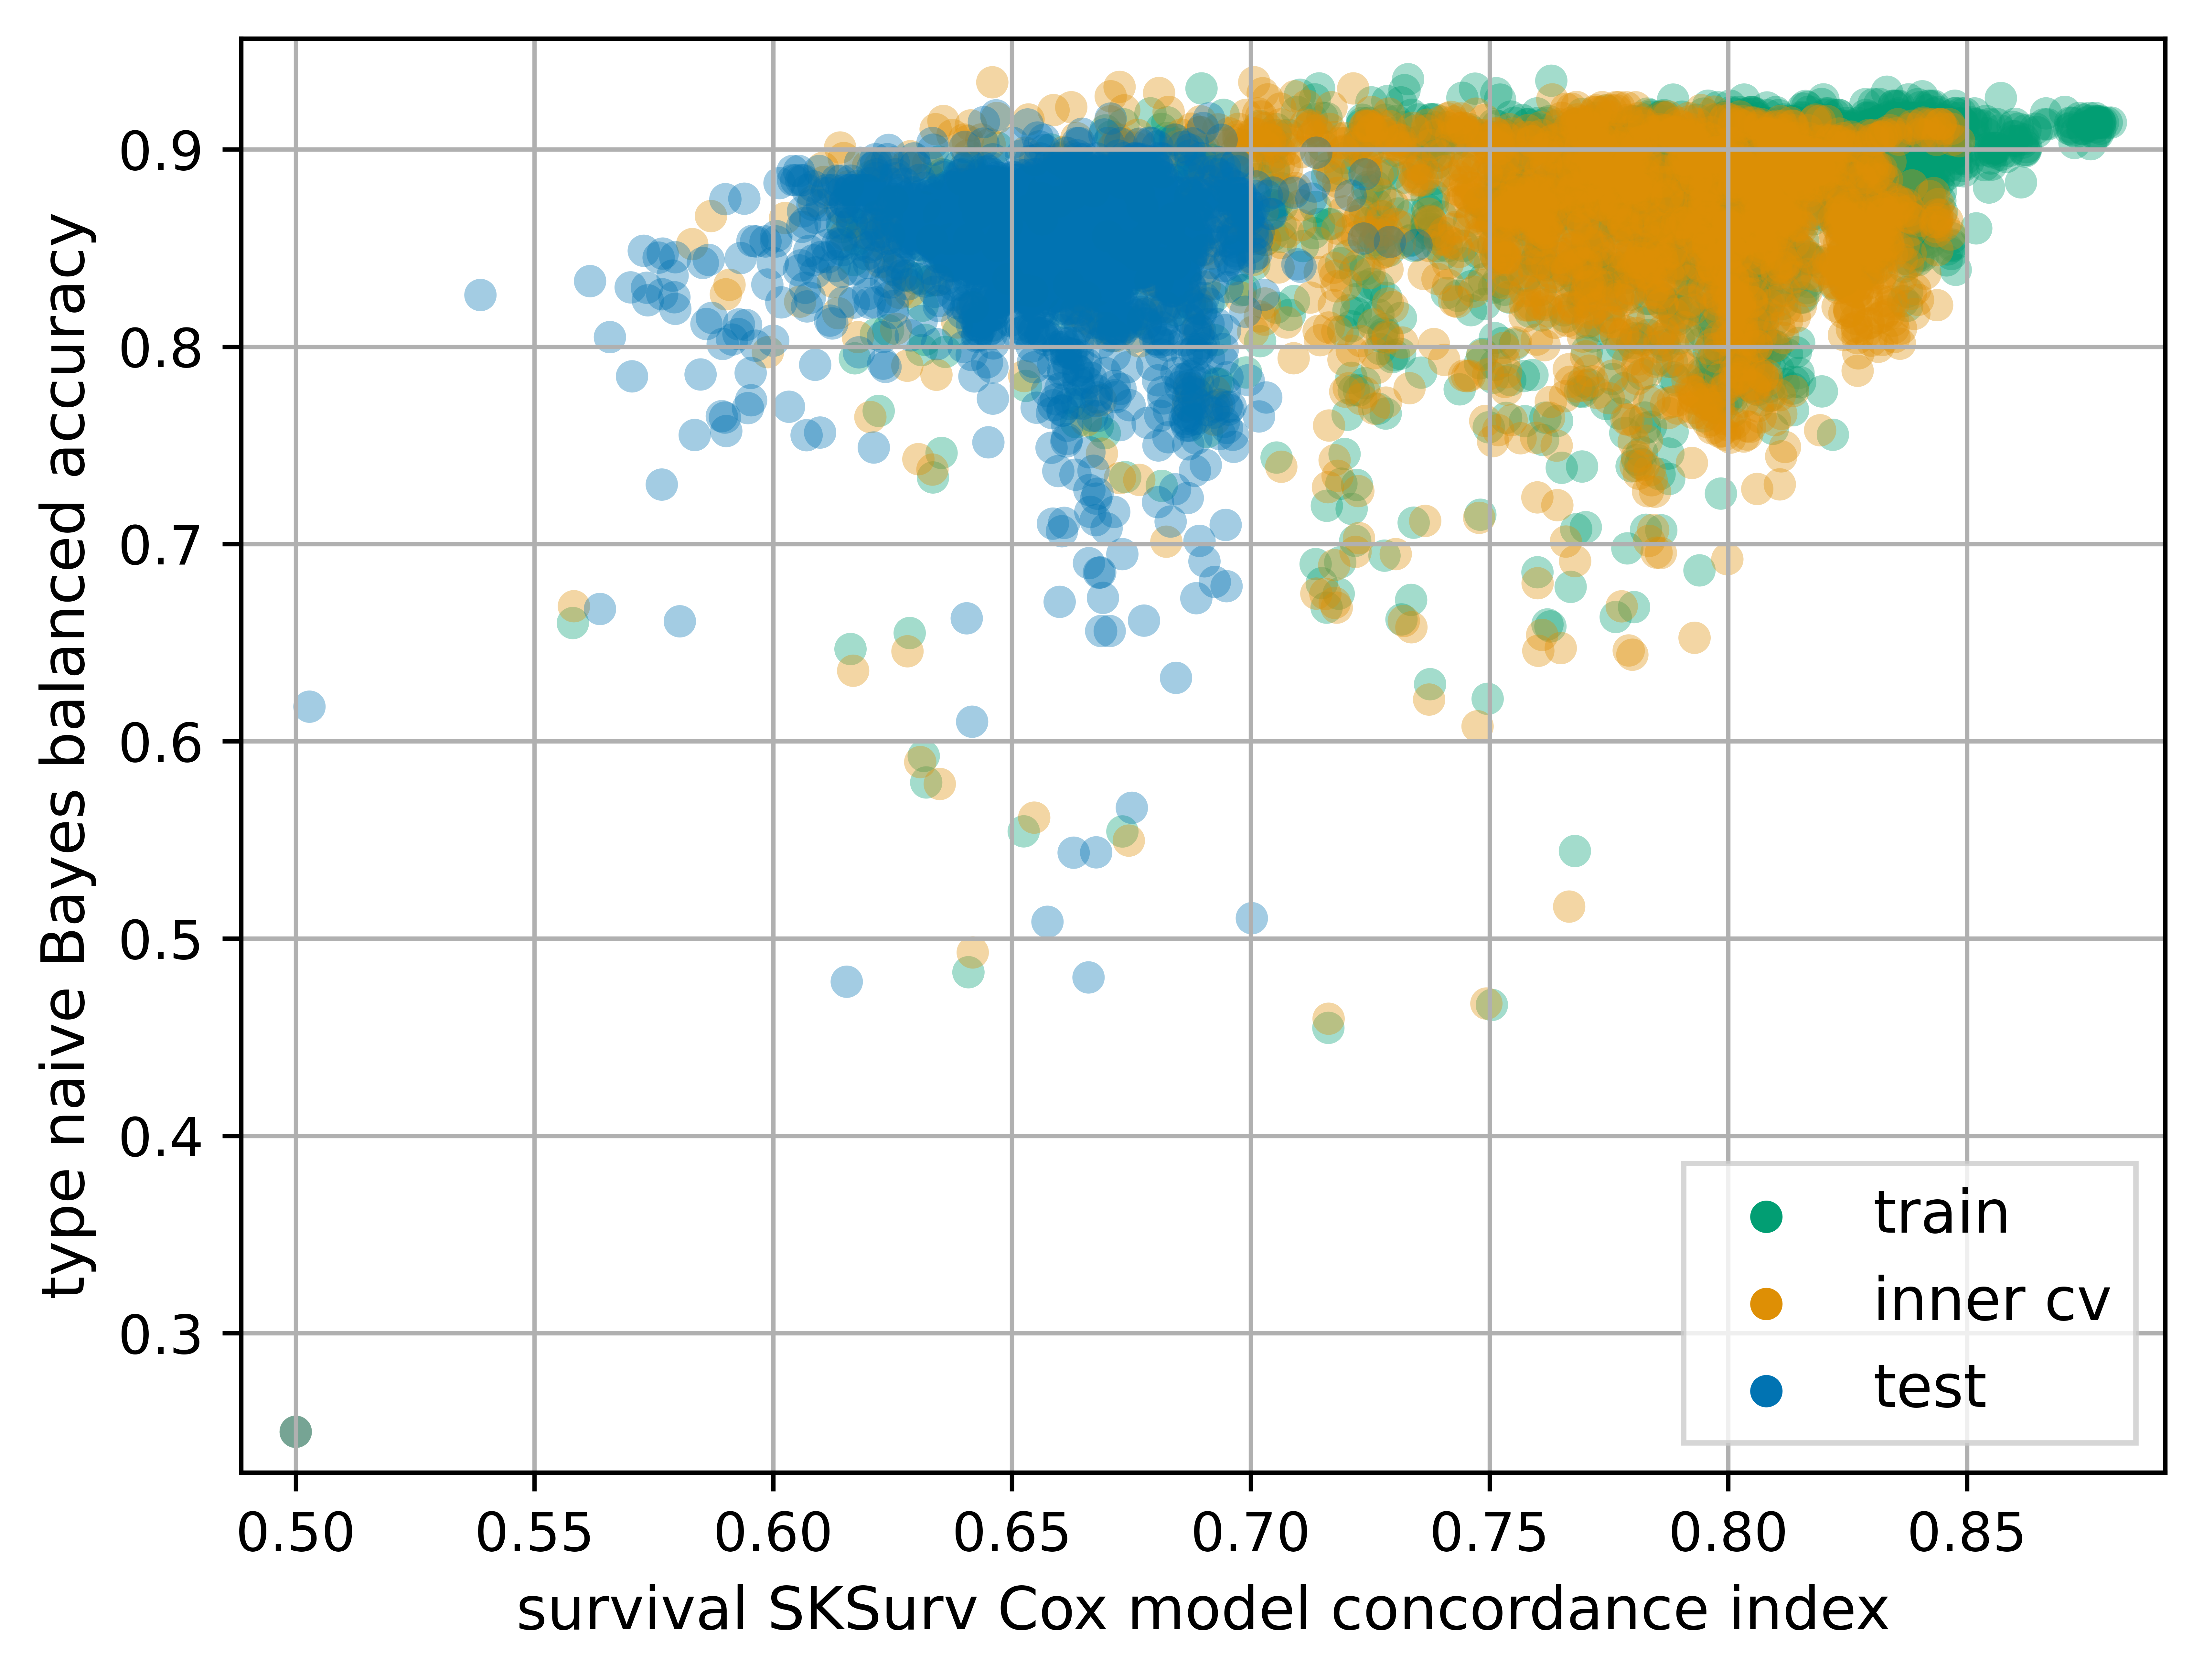 type naive Bayes balanced accuracy
0.9
0.8
0.7
0.6
0.5
0.4
0.3
train
inner cv
test
0.50 0.55 0.60 0.65 0.70 0.75 0.80 0.85
survival SKSurv Cox model concordance index